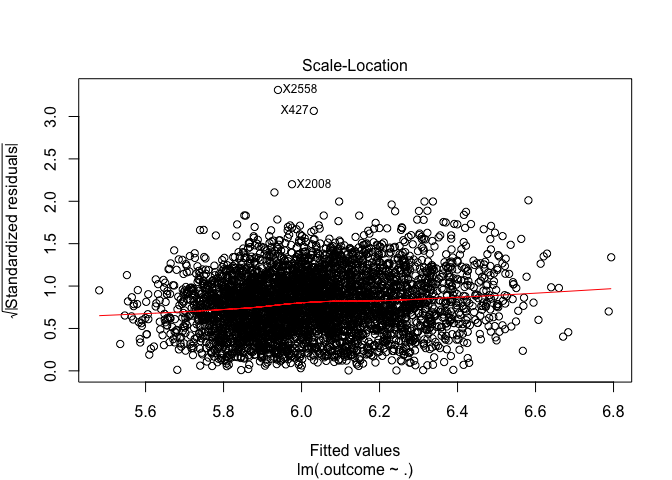 Scale-Location
√|Standardized residuals|
3.0
2.5
2.0
1.5
1.0
0.5
0.0
X2558
X427
X2008
5.6 5.8 6.0 6.2 6.4 6.6 6.8
Fitted values
lm(.outcome ~ .)